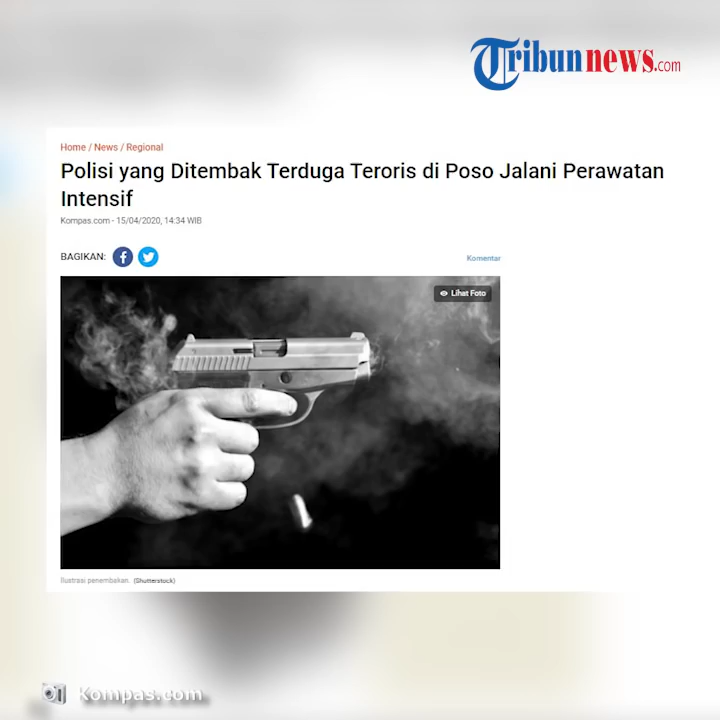 Tribunnews.com
Home / News / Regional
Polisi yang Ditembak Terduga Teroris di Poso Jalani Perawatan
Intensif
Kompas.com - 15/04/2020, 14:34 WIB
BAGIKAN:
Komentar
Lihat Foto
Ilustrasi penembakan. (Shutterstock)
Kompas.com